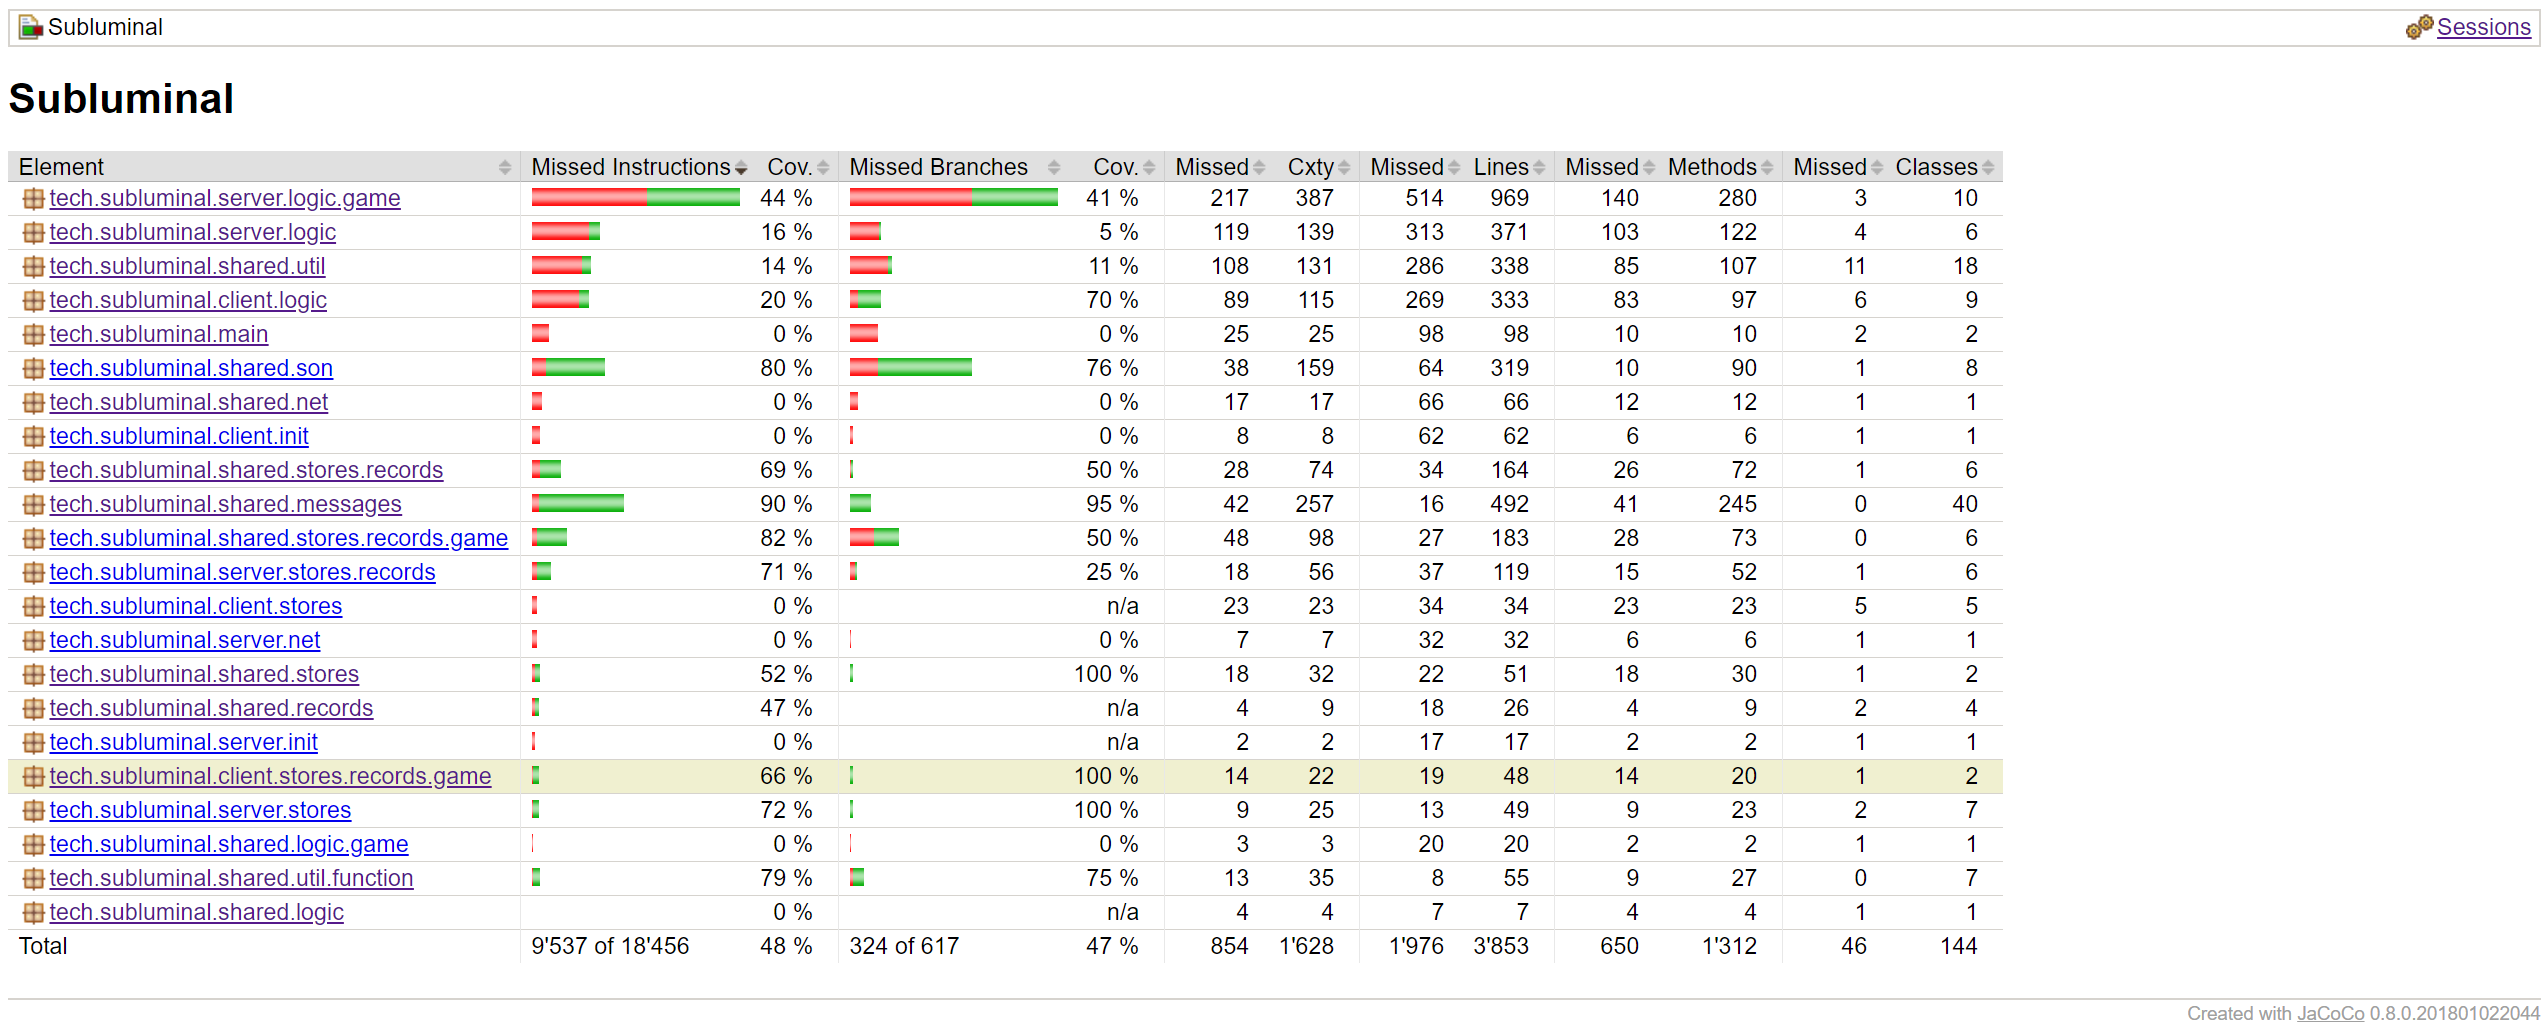 Subluminal Sessions
Subluminal
Element Missed Instructions Cov. Missed Branches Cov. Missed Cxty Missed Lines Missed Methods Missed Classes
tech.subluminal.server.logic.game 44 % 41 % 217 387 514 969 140 280 3 10
tech.subluminal.server.logic 16 % 5 % 119 139 313 371 103 122 4 6
tech.subluminal.shared.util 14 % 11 % 108 131 286 338 85 107 11 18
tech.subluminal.client.logic 20 % 70 % 89 115 269 333 83 97 6 9
tech.subluminal.main 0 % 0 % 25 25 98 98 10 10 2 2
tech.subluminal.shared.son 80 % 76 % 38 159 64 319 10 90 1 8
tech.subluminal.shared.net 0 % 0 % 17 17 66 66 12 12 1 1
tech.subluminal.client.init 0 % 0 % 8 8 62 62 6 6 1 1
tech.subluminal.shared.stores.records 69 % 50 % 28 74 34 164 26 72 1 6
tech.subluminal.shared.messages 90 % 95 % 42 257 16 492 41 245 0 40
tech.subluminal.shared.stores.records.game 82 % 50 % 48 98 27 183 28 73 0 6
tech.subluminal.server.stores.records 71 % 25 % 18 56 37 119 15 52 1 6
tech.subluminal.client.stores 0 % n/a 23 23 34 34 23 23 5 5
tech.subluminal.server.net 0 % 0 % 7 7 32 32 6 6 1 1
tech.subluminal.shared.stores 52 % 100 % 18 32 22 51 18 30 1 2
tech.subluminal.shared.records 47 % n/a 4 9 18 26 4 9 2 4
tech.subluminal.server.init 0 % n/a 2 2 17 17 2 2 1 1
tech.subluminal.client.stores.records.game 66 % 100 % 14 22 19 48 14 20 1 2
tech.subluminal.server.stores 72 % 100 % 9 25 13 49 9 23 2 7
tech.subluminal.shared.logic.game 0 % 0 % 3 3 20 20 2 2 1 1
tech.subluminal.shared.util.function 79 % 75 % 13 35 8 55 9 27 0 7
tech.subluminal.shared.logic 0 % n/a 4 4 7 7 4 4 1 1
Total 9'537 of 18'456 48 % 324 of 617 47 % 854 1'628 1'976 3'853 650 1'312 46 144
Created with JaCoCo 0.8.0.201801022044